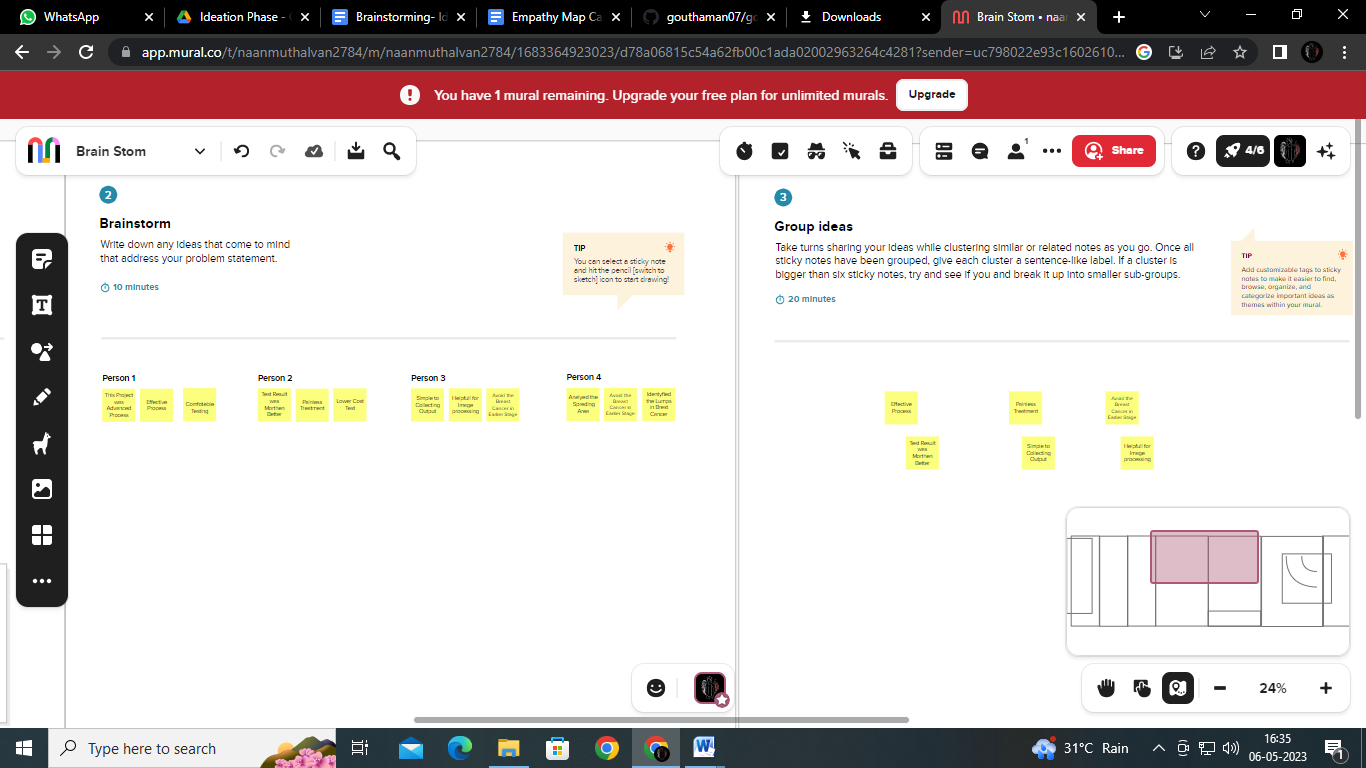 WhatsApp
Ideation Phase - 
Brainstorming- Id
Empathy Map Ca
gouthaman07/go
Downloads
Brain Stom • naan
app.mural.co/t/naanmuthalvan2784/m/naanmuthalvan2784/1683364923023/d78a06815c54a62fb00c1ada02002963264c4281?sender=uc798022e93c1602610...
You have 1 mural remaining. Upgrade your free plan for unlimited murals.
Upgrade
Brain Stom
1
Share
?
4/6
2
Brainstorm
Write down any ideas that come to mind
that address your problem statement.
10 minutes
TIP
You can select a sticky note
and hit the pencil [switch to
sketch] icon to start drawing!
Person 1
This Project
was
Advanced
Process
Effective
Process
Comfotable
Testing
Person 2
Test Result
was
Morthen
Better
Painless
Treatment
Lower Cost
Test
Person 3
Simple to
Collecting
Output
Helpfull for
Image
processing
Avoid the
Breast
Cancer in
Earlier Stage
Person 4
Analysed the
Spreding
Area
Avoid the
Breast
Cancer in
Earlier Stage
Identyfied
the Lumps
in Brest
Cancer
3
Group ideas
Take turns sharing your ideas while clustering similar or related notes as you go. Once all
sticky notes have been grouped, give each cluster a sentence-like label. If a cluster is
bigger than six sticky notes, try and see if you and break it up into smaller sub-groups.
20 minutes
TIP
Add customizable tags to sticky
notes to make it easier to find,
browse, organize, and
categorize important ideas as
themes within your mural.
Effective
Process
Painless
Treatment
Avoid the
Breast
Cancer in
Earlier Stage
Test Result
was
Morthen
Better
Simple to
Collecting
Output
Helpfull for
Image
processing
24%
Type here to search
31°C Rain
16:35
06-05-2023
1